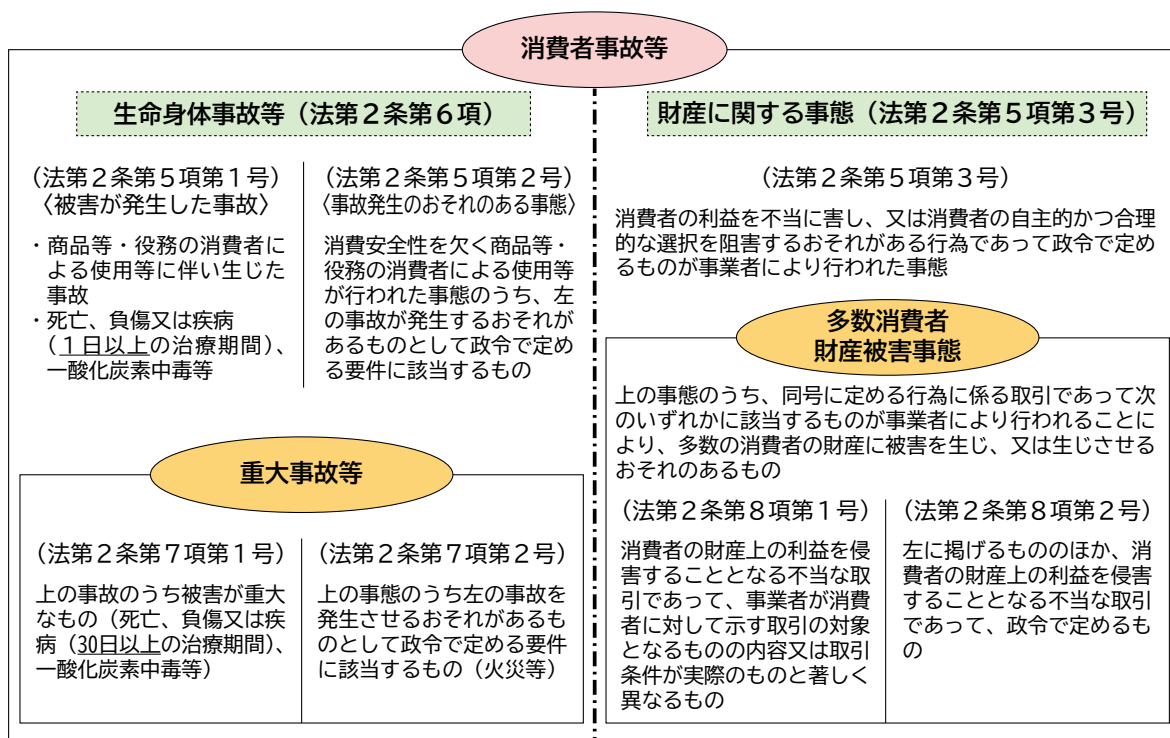 消費者事故等
生命身体事故等（法第２条第６項）
（法第２条第５項第１号）
〈被害が発生した事故〉
・商品等・役務の消費者に
よる使用等に伴い生じた
事故
・死亡、負傷又は疾病
（１日以上の治療期間）、
一酸化炭素中毒等
（法第２条第５項第２号）
〈事故発生のおそれのある事態〉
消費安全性を欠く商品等・
役務の消費者による使用等
が行われた事態のうち、左
の事故が発生するおそれが
あるものとして政令で定め
る要件に該当するもの
重大事故等
（法第２条第７項第１号）
上の事故のうち被害が重大
なもの（死亡、負傷又は疾
病（30日以上の治療期間）、
一酸化炭素中毒等）
（法第２条第７項第２号）
上の事態のうち左の事故を
発生させるおそれがあるも
のとして政令で定める要件
に該当するもの（火災等）
財産に関する事態（法第２条第５項第３号）
（法第２条第５項第３号）
消費者の利益を不当に害し、又は消費者の自主的かつ合理
的な選択を阻害するおそれがある行為であって政令で定め
るものが事業者により行われた事態
多数消費者
財産被害事態
上の事態のうち、同号に定める行為に係る取引であって次
のいずれかに該当するものが事業者により行われることに
より、多数の消費者の財産に被害を生じ、又は生じさせる
おそれのあるもの
（法第２条第８項第１号）
消費者の財産上の利益を侵
害することとなる不当な取
引であって、事業者が消費
者に対して示す取引の対象
となるものの内容又は取引
条件が実際のものと著しく
異なるもの
（法第２条第８項第２号）
左に掲げるもののほか、消
費者の財産上の利益を侵害
することとなる不当な取引
であって、政令で定めるも
の